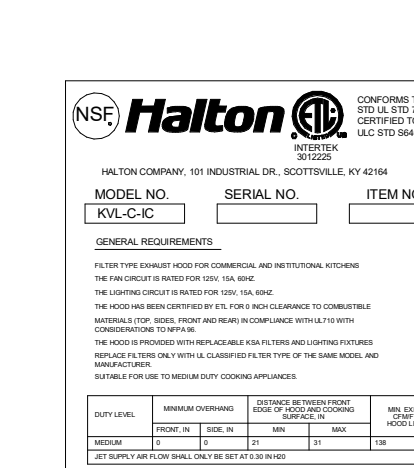 NSF
Halton
ETL
C LISTED US
INTERTEK
3012225
CONFORMS
STD UL STD
CERTIFIED TO
ULC STD
HALTON COMPANY, 101 INDUSTRIAL DR., SCOTTSVILLE, KY 42164
MODEL NO. SERIAL NO. ITEM
KVL-C-IC
GENERAL REQUIREMENTS
FILTER TYPE EXHAUST HOOD FOR COMMERCIAL AND INSTITUTIONAL KITCHENS
THE FAN CIRCUIT IS RATED FOR 125V, 15A, 60HZ.
THE LIGHTING CIRCUIT IS RATED FOR 125V, 15A, 60HZ.
THE HOOD HAS BEEN CERTIFIED BY ETL FOR 0 INCH CLEARANCE TO COMBUSTIBLE
MATERIALS (TOP, SIDES, FRONT AND REAR) IN COMPLIANCE WITH UL710 WITH
CONSIDERATIONS TO NFPA 96.
THE HOOD IS PROVIDED WITH REPLACEABLE KSA FILTERS AND LIGHTING FIXTURES
REPLACE FILTERS ONLY WITH UL CLASSIFIED FILTER TYPE OF THE SAME MODEL AND
MANUFACTURER.
SUITABLE FOR USE TO MEDIUM DUTY COOKING APPLIANCES.
DUTY LEVEL MINIMUM OVERHANG DISTANCE BETWEEN FRONT
EDGE OF HOOD AND COOKING
SURFACE, IN MIN.
HOOD
FRONT, IN SIDE, IN MIN MAX
MEDIUM 0 0 21 31 138
JET SUPPLY AIR FLOW SHALL ONLY BE SET AT 0.30 IN H20